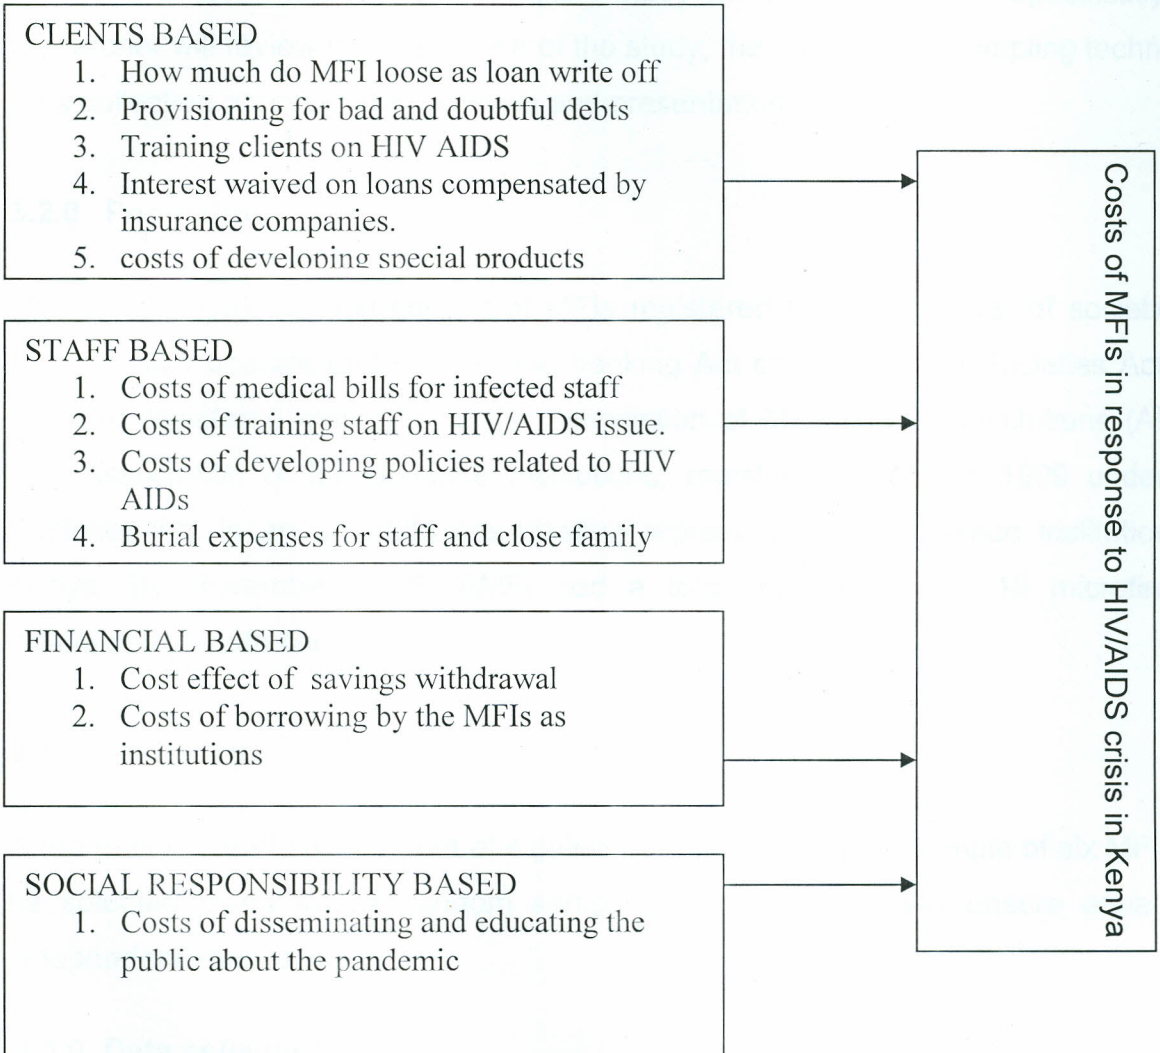 CLENTS BASED
1. How much do MFI loose as loan write off
2. Provisioning for bad and doubtful debts
3. Training clients on HIV AIDS
4. Interest waived on loans compensated by
insurance companies.
5. costs of developing special products
STAFF BASED
1. Costs of medical bills for infected staff
2. Costs of training staff on HIV/AIDS issue.
3. Costs of developing policies related to HIV
AIDs
4. Burial expenses for staff and close family
FINANCIAL BASED
1. Cost effect of savings withdrawal
2. Costs of borrowing by the MFIs as
institutions
SOCIAL RESPONSIBILITY BASED
1. Costs of disseminating and educating the
public about the pandemic
Costs of MFIs in response to HIV/AIDS crisis in Kenya